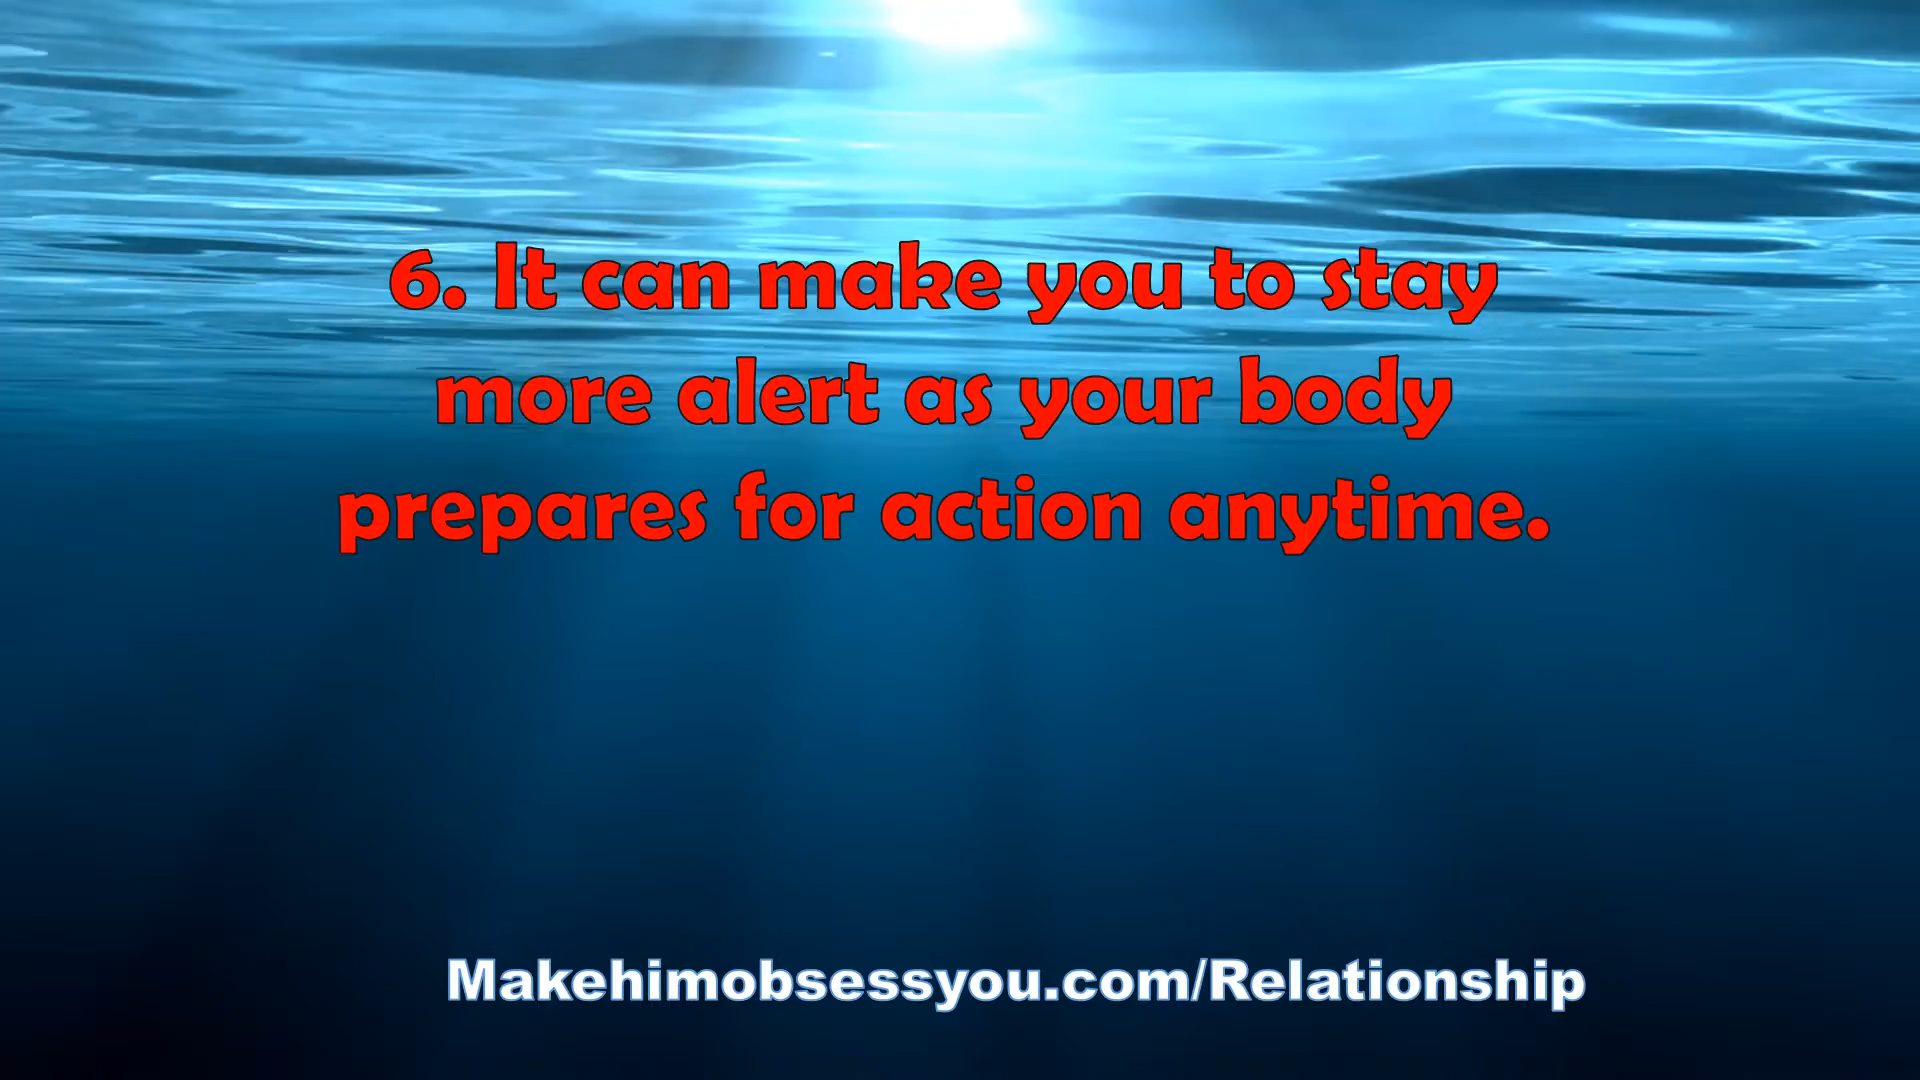 6. It can make you to stay
more alert as your body
prepares for action anytime.
Makehimobsessyou.com/Relationship